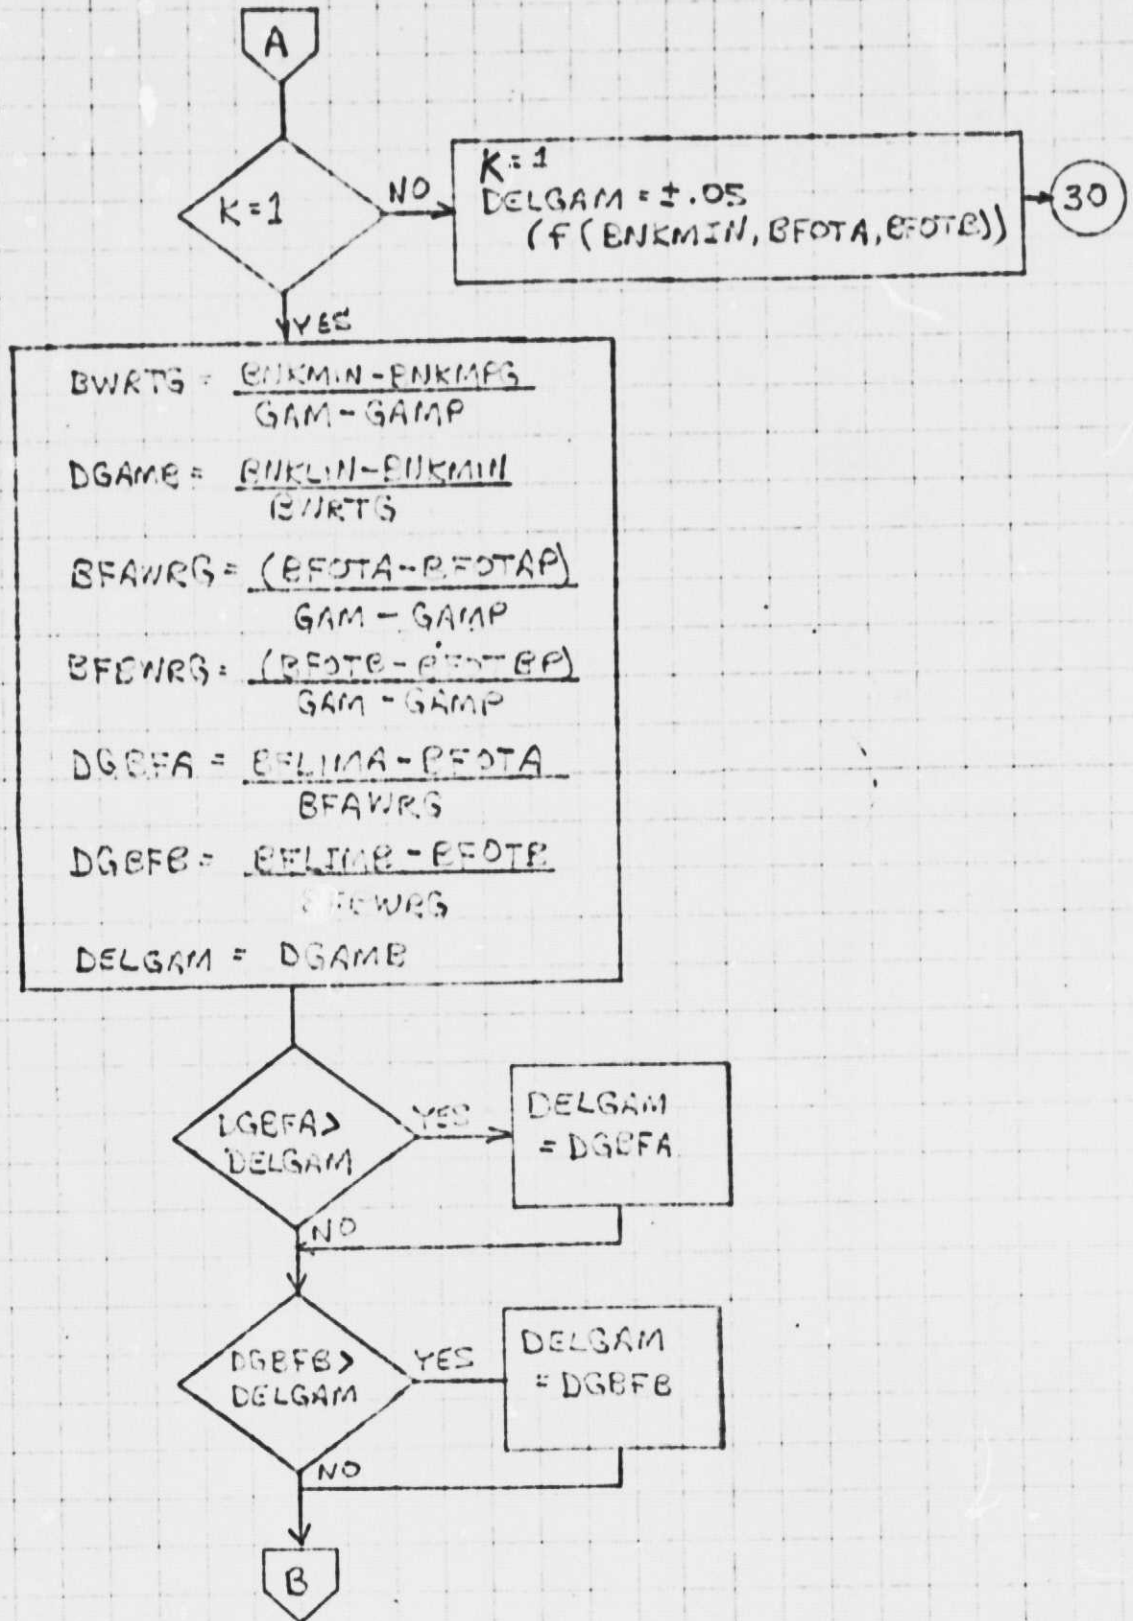 A
K=1
NO
K=1
DELGAM = ±.05
(f(BNKMIN, BFOTA, BFOTB))
30
YES
BWRTG = BNKMIN-BNKMPG
GAM-GAMP
DGAMB = BNKLIN-BNKMIN
BWRTG
BFAWRG = (BFOTA-BFOTAP)
GAM - GAMP
BFBWRG = (BFOTB-BFOTBP)
GAM - GAMP
DGBFA = BFLIMA-BFOTA
BFAWRG
DGBFB = BFLIMB-BFOTB
BFBWRG
DELGAM = DGAMB
DGBFA>
DELGAM
YES
DELGAM
= DGBFA
NO
DGBFB>
DELGAM
YES
DELGAM
= DGBFB
NO
B